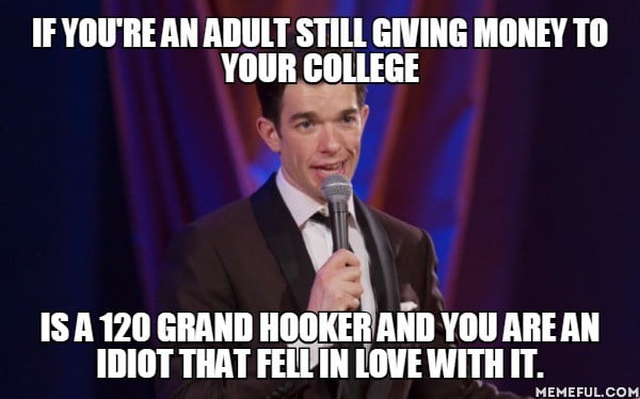 IF YOU'RE AN ADULT STILL GIVING MONEY TO
YOUR COLLEGE
IS A 120 GRAND HOOKER AND YOU ARE AN
IDIOT THAT FELL IN LOVE WITH IT.
MEMEFUL.COM